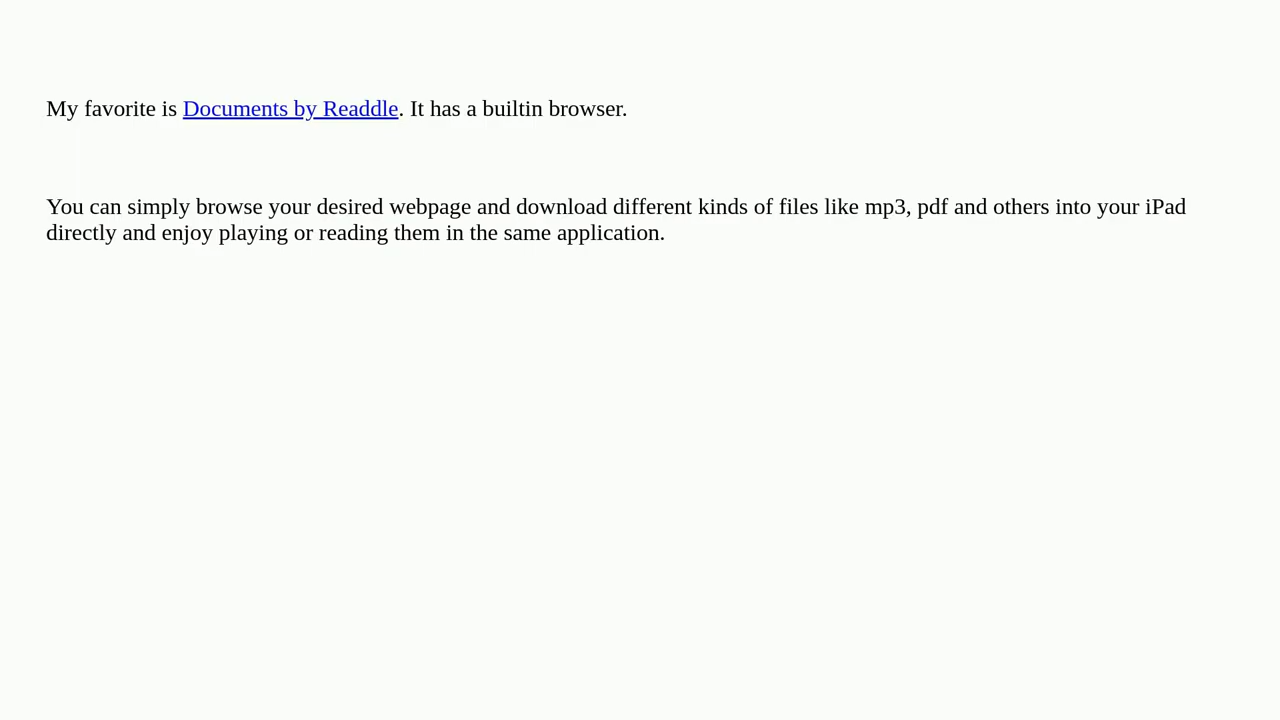 My favorite is Documents by Readdle. It has a builtin browser.
You can simply browse your desired webpage and download different kinds of files like mp3, pdf and others into your iPad
directly and enjoy playing or reading them in the same application.